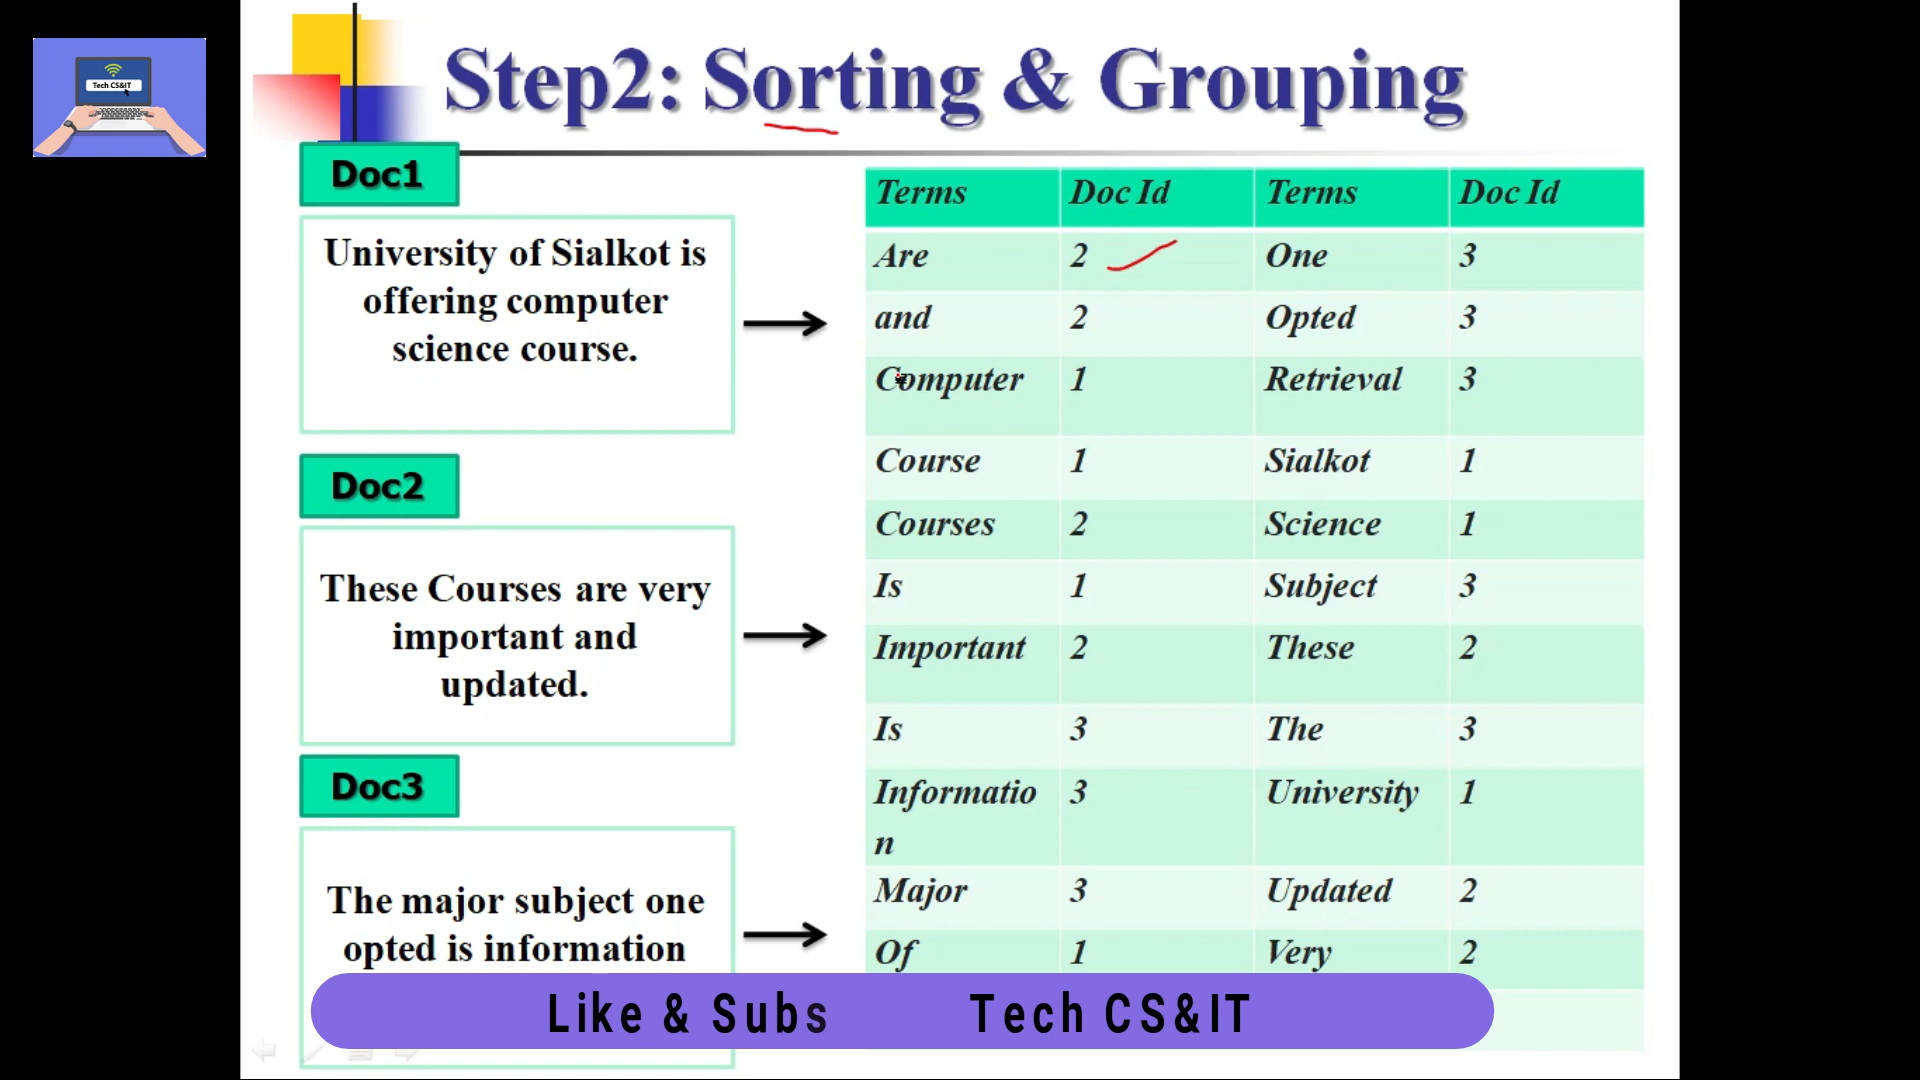 Tech CS&IT
Step2: Sorting & Grouping
Doc1
University of Sialkot is
offering computer
science course.
Doc2
These Courses are very
important and
updated.
Doc3
The major subject one
opted is information
Terms Doc Id Terms Doc Id
Are 2 One 3
and 2 Opted 3
Computer 1 Retrieval 3
Course 1 Sialkot 1
Courses 2 Science 1
Is 1 Subject 3
Important 2 These 2
Is 3 The 3
Informatio 3 University 1
n
Major 3 Updated 2
Of 1 Very 2
Like & Subs Tech CS&IT